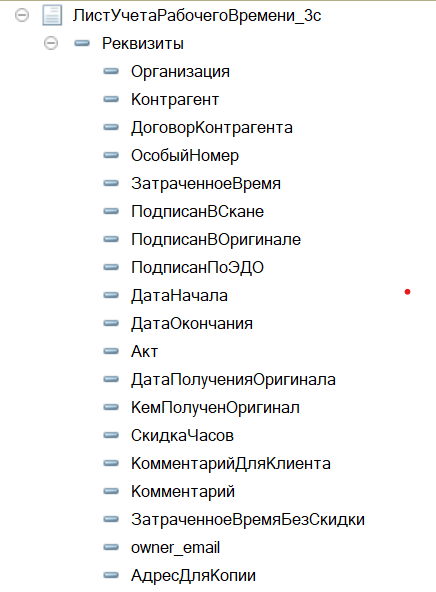 ЛистУчетаРабочегоВремени_3с
Реквизиты
Организация
Контрагент
ДоговорКонтрагента
ОсобыйНомер
ЗатраченноеВремя
ПодписанВСкане
ПодписанВОригинале
ПодписанПоЭДО
ДатаНачала
ДатаОкончания
Акт
ДатаПолученияОригинала
КемПолученОригинал
СкидкаЧасов
КомментарийДляКлиента
Комментарий
ЗатраченноеВремяБезСкидки
owner_email
АдресДляКопии